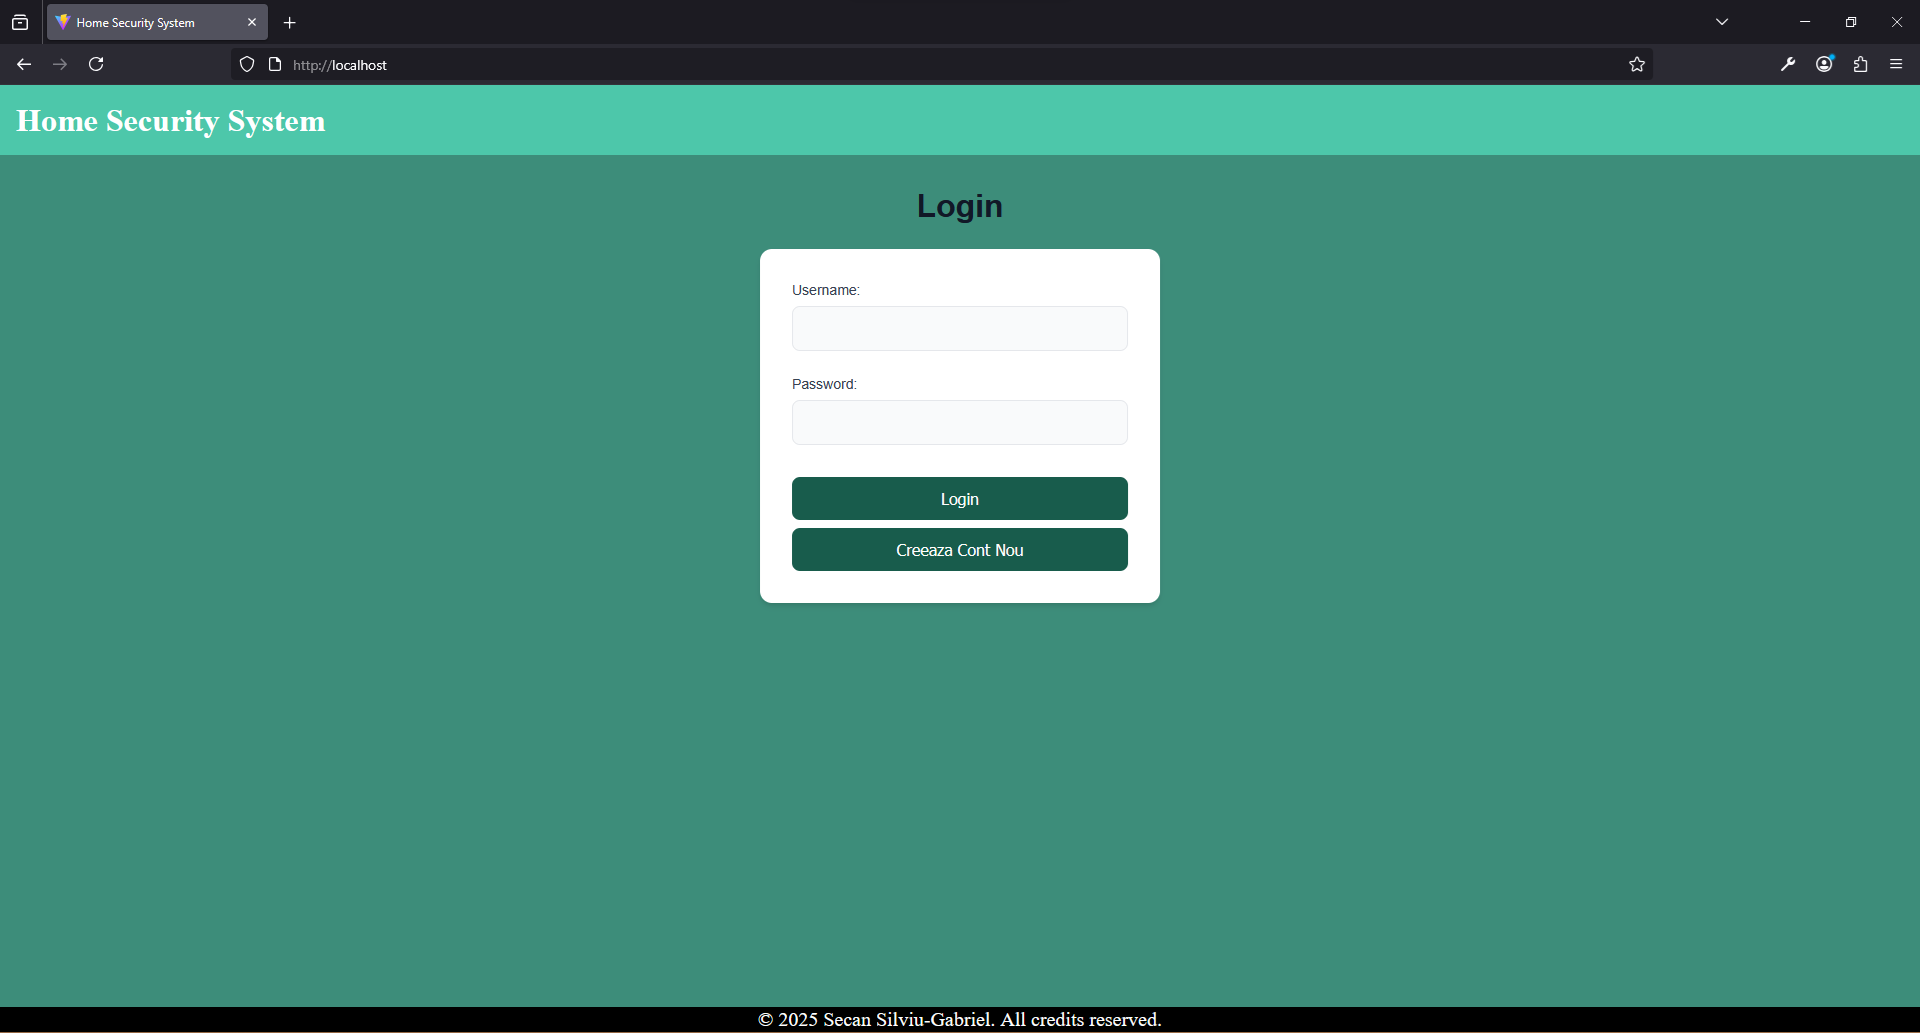 Home Security System
http://localhost
Home Security System
Login
Username:
Password:
Login
Creeaza Cont Nou
© 2025 Secan Silviu-Gabriel. All credits reserved.